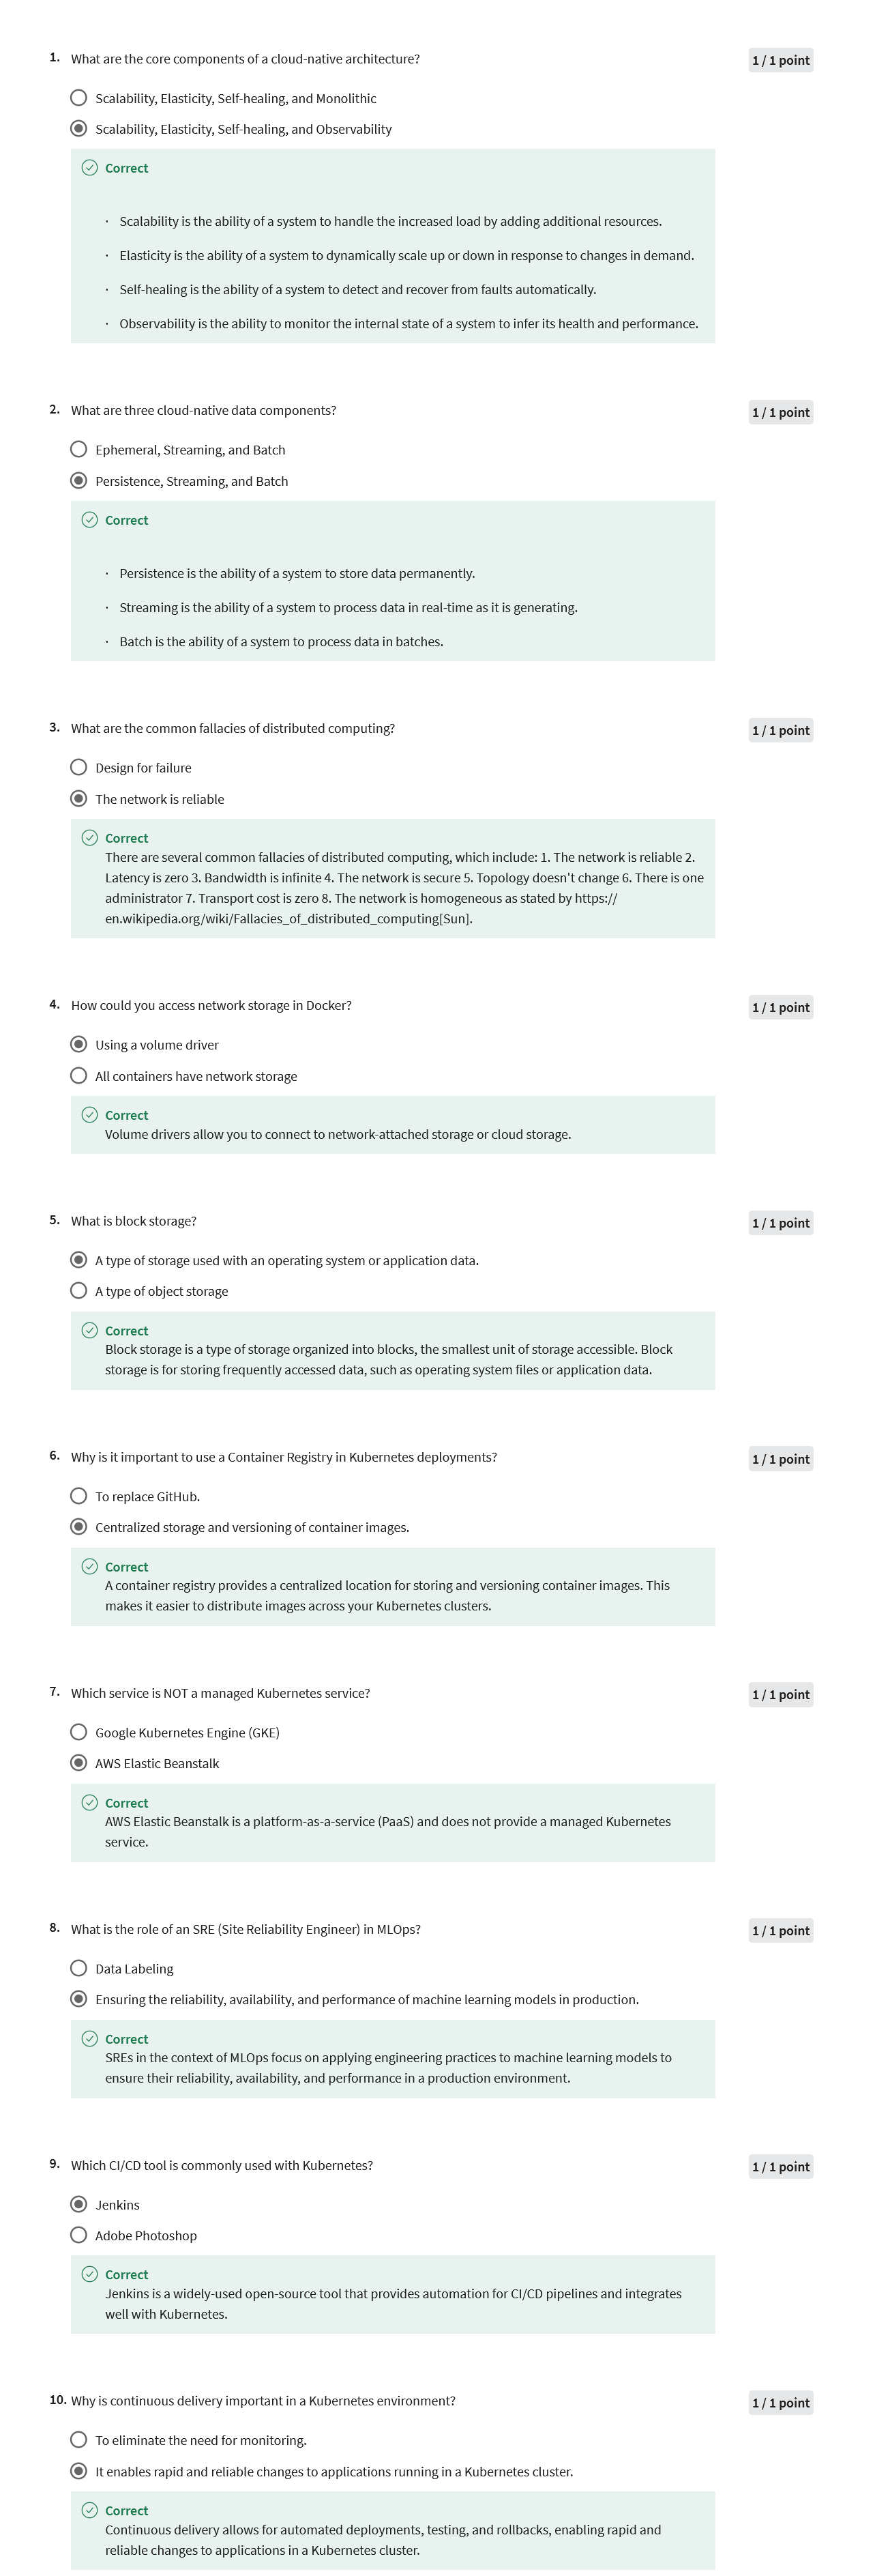 1. What are the core components of a cloud-native architecture?
1 / 1 point
Scalability, Elasticity, Self-healing, and Monolithic
Scalability, Elasticity, Self-healing, and Observability
Correct
· Scalability is the ability of a system to handle the increased load by adding additional resources.
· Elasticity is the ability of a system to dynamically scale up or down in response to changes in demand.
· Self-healing is the ability of a system to detect and recover from faults automatically.
· Observability is the ability to monitor the internal state of a system to infer its health and performance.
2. What are three cloud-native data components?
1 / 1 point
Ephemeral, Streaming, and Batch
Persistence, Streaming, and Batch
Correct
· Persistence is the ability of a system to store data permanently.
· Streaming is the ability of a system to process data in real-time as it is generating.
· Batch is the ability of a system to process data in batches.
3. What are the common fallacies of distributed computing?
1 / 1 point
Design for failure
The network is reliable
Correct
There are several common fallacies of distributed computing, which include: 1. The network is reliable 2.
Latency is zero 3. Bandwidth is infinite 4. The network is secure 5. Topology doesn't change 6. There is one
administrator 7. Transport cost is zero 8. The network is homogeneous as stated by https://
en.wikipedia.org/wiki/Fallacies_of_distributed_computing[Sun].
4. How could you access network storage in Docker?
1 / 1 point
Using a volume driver
All containers have network storage
Correct
Volume drivers allow you to connect to network-attached storage or cloud storage.
5. What is block storage?
1 / 1 point
A type of storage used with an operating system or application data.
A type of object storage
Correct
Block storage is a type of storage organized into blocks, the smallest unit of storage accessible. Block
storage is for storing frequently accessed data, such as operating system files or application data.
6. Why is it important to use a Container Registry in Kubernetes deployments?
1 / 1 point
To replace GitHub.
Centralized storage and versioning of container images.
Correct
A container registry provides a centralized location for storing and versioning container images. This
makes it easier to distribute images across your Kubernetes clusters.
7. Which service is NOT a managed Kubernetes service?
1 / 1 point
Google Kubernetes Engine (GKE)
AWS Elastic Beanstalk
Correct
AWS Elastic Beanstalk is a platform-as-a-service (PaaS) and does not provide a managed Kubernetes
service.
8. What is the role of an SRE (Site Reliability Engineer) in MLOps?
1 / 1 point
Data Labeling
Ensuring the reliability, availability, and performance of machine learning models in production.
Correct
SREs in the context of MLOps focus on applying engineering practices to machine learning models to
ensure their reliability, availability, and performance in a production environment.
9. Which CI/CD tool is commonly used with Kubernetes?
1 / 1 point
Jenkins
Adobe Photoshop
Correct
Jenkins is a widely-used open-source tool that provides automation for CI/CD pipelines and integrates
well with Kubernetes.
10. Why is continuous delivery important in a Kubernetes environment?
1 / 1 point
To eliminate the need for monitoring.
It enables rapid and reliable changes to applications running in a Kubernetes cluster.
Correct
Continuous delivery allows for automated deployments, testing, and rollbacks, enabling rapid and
reliable changes to applications in a Kubernetes cluster.